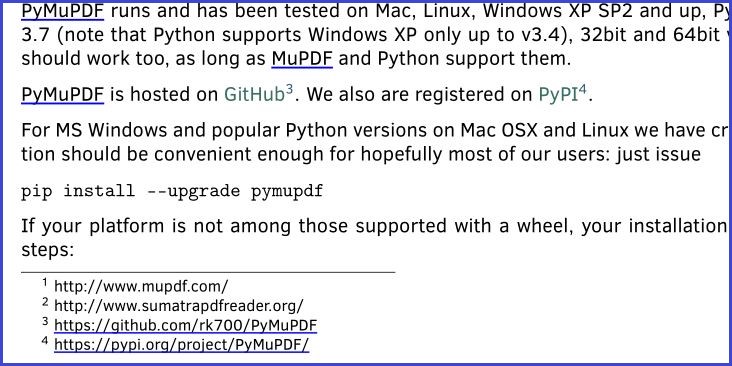 PyMuPDF runs and has been tested on Mac, Linux, Windows XP SP2 and up,
3.7 (note that Python supports Windows XP only up to v3.4), 32bit and 64bit
should work too, as long as MuPDF and Python support them.
PyMuPDF is hosted on GitHub³. We also are registered on PyPI⁴.
For MS Windows and popular Python versions on Mac OSX and Linux we have cr
tion should be convenient enough for hopefully most of our users: just issue
pip install --upgrade pymupdf
If your platform is not among those supported with a wheel, your installation
steps:
¹ http://www.mupdf.com/
² http://www.sumatrapdfreader.org/
³ https://github.com/rk700/PyMuPDF
⁴ https://pypi.org/project/PyMuPDF/